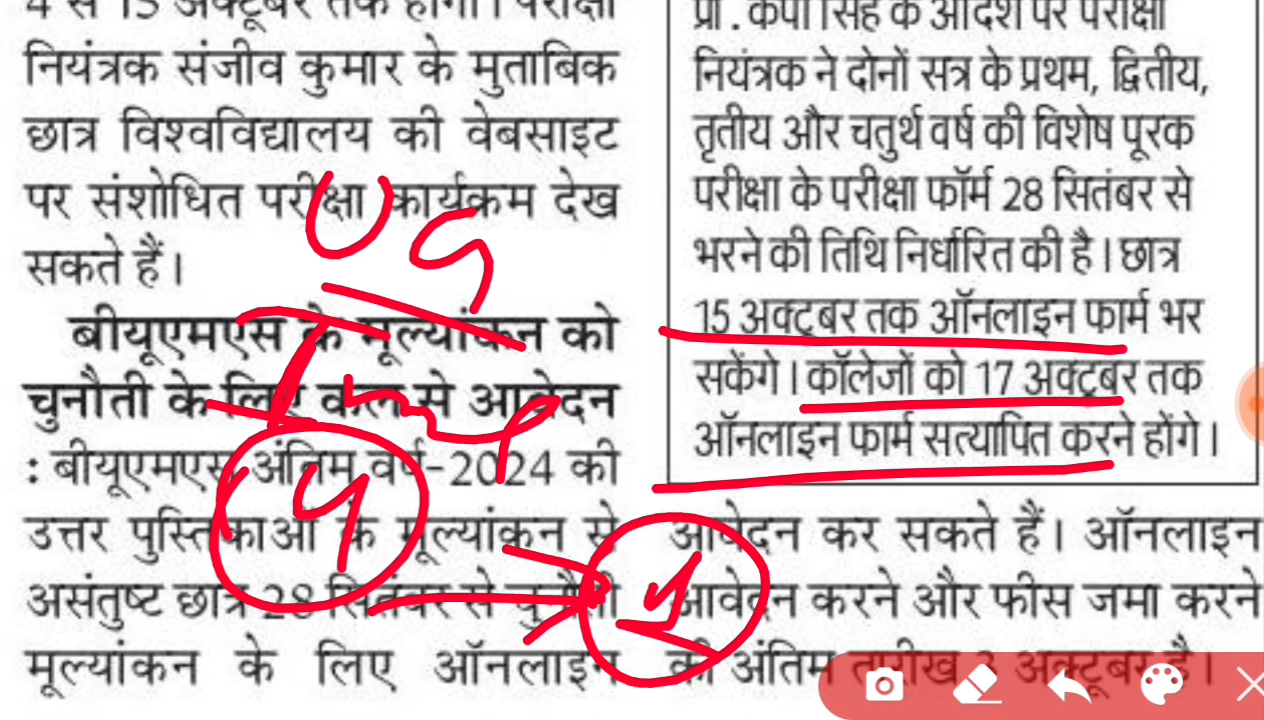 4 से 15 अक्टूबर तक होगी। परीक्षा
नियंत्रक संजीव कुमार के मुताबिक
छात्र विश्वविद्यालय की वेबसाइट
पर संशोधित परीक्षा कार्यक्रम देख
सकते हैं।
बीयूएमएस के मूल्यांकन को
चुनौती के लिए कल से आवेदन
: बीयूएमएस अंतिम वर्ष-2024 की
उत्तर पुस्तिकाओं के मूल्यांकन से
असंतुष्ट छात्र 28 सितंबर से चुनौती
मूल्यांकन के लिए ऑनलाइन
प्रो. केपी सिंह के आदेश पर परीक्षा
नियंत्रक ने दोनों सत्र के प्रथम, द्वितीय,
तृतीय और चतुर्थ वर्ष की विशेष पूरक
परीक्षा के परीक्षा फॉर्म 28 सितंबर से
भरने की तिथि निर्धारित की है। छात्र
15 अक्टूबर तक ऑनलाइन फार्म भर
सकेंगे। कॉलेजों को 17 अक्टूबर तक
ऑनलाइन फार्म सत्यापित करने होंगे।
आवेदन कर सकते हैं। ऑनलाइन
आवेदन करने और फीस जमा करने
की अंतिम तारीख 3 अक्टूबर है।
UG
Imp
4
1